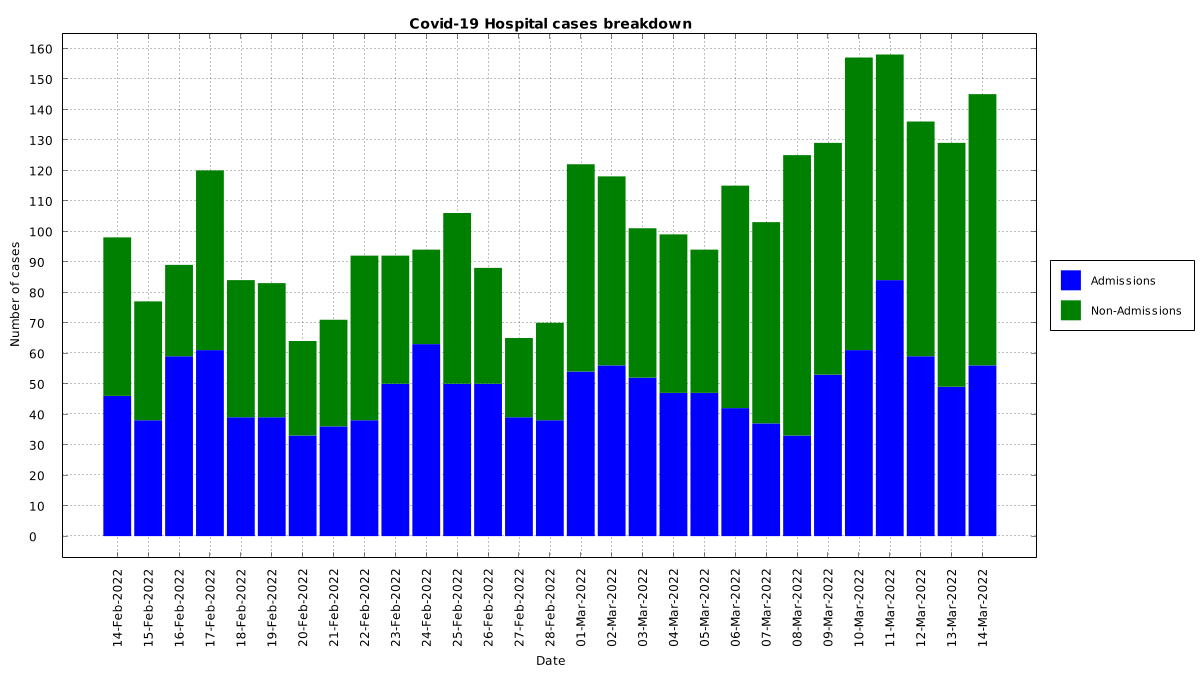 Covid-19 Hospital cases breakdown
160
150
140
130
120
110
100
90
80
70
60
50
40
30
20
10
0
Number of cases
Admissions
Non-Admissions
14-Feb-2022
15-Feb-2022
16-Feb-2022
17-Feb-2022
18-Feb-2022
19-Feb-2022
20-Feb-2022
21-Feb-2022
22-Feb-2022
23-Feb-2022
24-Feb-2022
25-Feb-2022
26-Feb-2022
27-Feb-2022
28-Feb-2022
01-Mar-2022
02-Mar-2022
03-Mar-2022
04-Mar-2022
05-Mar-2022
06-Mar-2022
07-Mar-2022
08-Mar-2022
09-Mar-2022
10-Mar-2022
11-Mar-2022
12-Mar-2022
13-Mar-2022
14-Mar-2022
Date